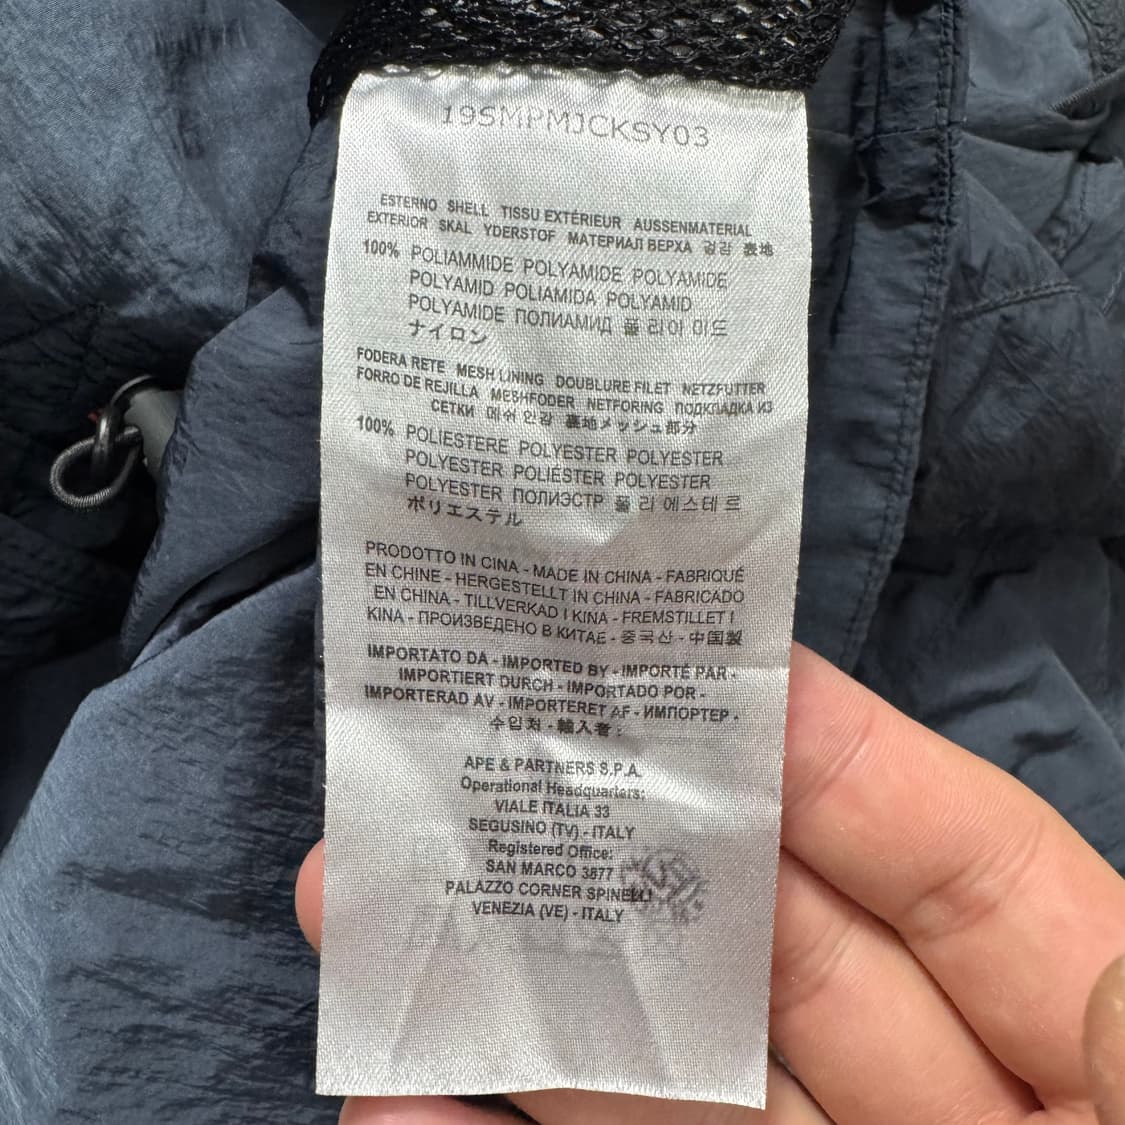 19SMPMJCKSY03
ESTERNO SHELL TISSU EXTÉRIEUR AUSSENMATERIAL
EXTERIOR SKAL YDERSTOF МАТЕРИАЛ ВЕРХА 겉감 表地
100% POLIAMMIDE POLYAMIDE POLYAMIDE
POLYAMID POLIAMIDA POLYAMID
POLYAMIDE ПОЛИАМИД 폴 리 아 미 드
ナイロン
FODERA RETE MESH LINING DOUBLURE FILET NETZFUTTER
FORRO DE REJILLA MESHFODER NETFORING ПОДКЛАДКА ИЗ
СЕТКИ 메쉬 안감 裏地メッシュ部分
100% POLIESTERE POLYESTER POLYESTER
POLYESTER POLIÉSTER POLYESTER
POLYESTER ПОЛИЭСТР 폴 리 에스테 르
ポリエステル
PRODOTTO IN CINA - MADE IN CHINA - FABRIQUÉ
EN CHINE - HERGESTELLT IN CHINA - FABRICADO
EN CHINA - TILLVERKAD I KINA - FREMSTILLET I
KINA - ПРОИЗВЕДЕНО В КИТАЕ - 중국산 - 中国製
IMPORTATO DA - IMPORTED BY - IMPORTÉ PAR -
IMPORTIERT DURCH - IMPORTADO POR -
IMPORTERAD AV - IMPORTERET AF - ИМПОРТЕР -
수입처 - 輸入者 :
APE & PARTNERS S.P.A.
Operational Headquarters:
VIALE ITALIA 33
SEGUSINO (TV) - ITALY
Registered Office:
SAN MARCO 3877
PALAZZO CORNER SPINELLI
VENEZIA (VE) - ITALY